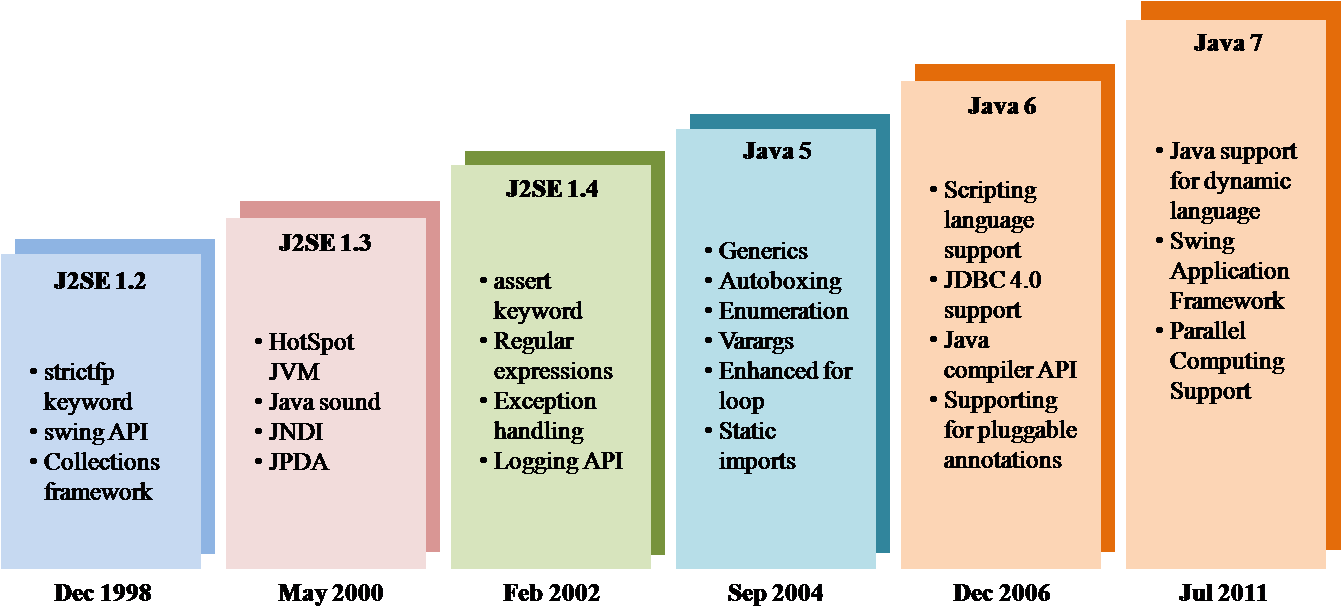 J2SE 1.2
• strictfp
keyword
• swing API
• Collections
framework
Dec 1998
J2SE 1.3
• HotSpot
JVM
• Java sound
• JNDI
• JPDA
May 2000
J2SE 1.4
• assert
keyword
• Regular
expressions
• Exception
handling
• Logging API
Feb 2002
Java 5
• Generics
• Autoboxing
• Enumeration
• Varargs
• Enhanced for
loop
• Static
imports
Sep 2004
Java 6
• Scripting
language
support
• JDBC 4.0
support
• Java
compiler API
• Supporting
for pluggable
annotations
Dec 2006
Java 7
• Java support
for dynamic
language
• Swing
Application
Framework
• Parallel
Computing
Support
Jul 2011